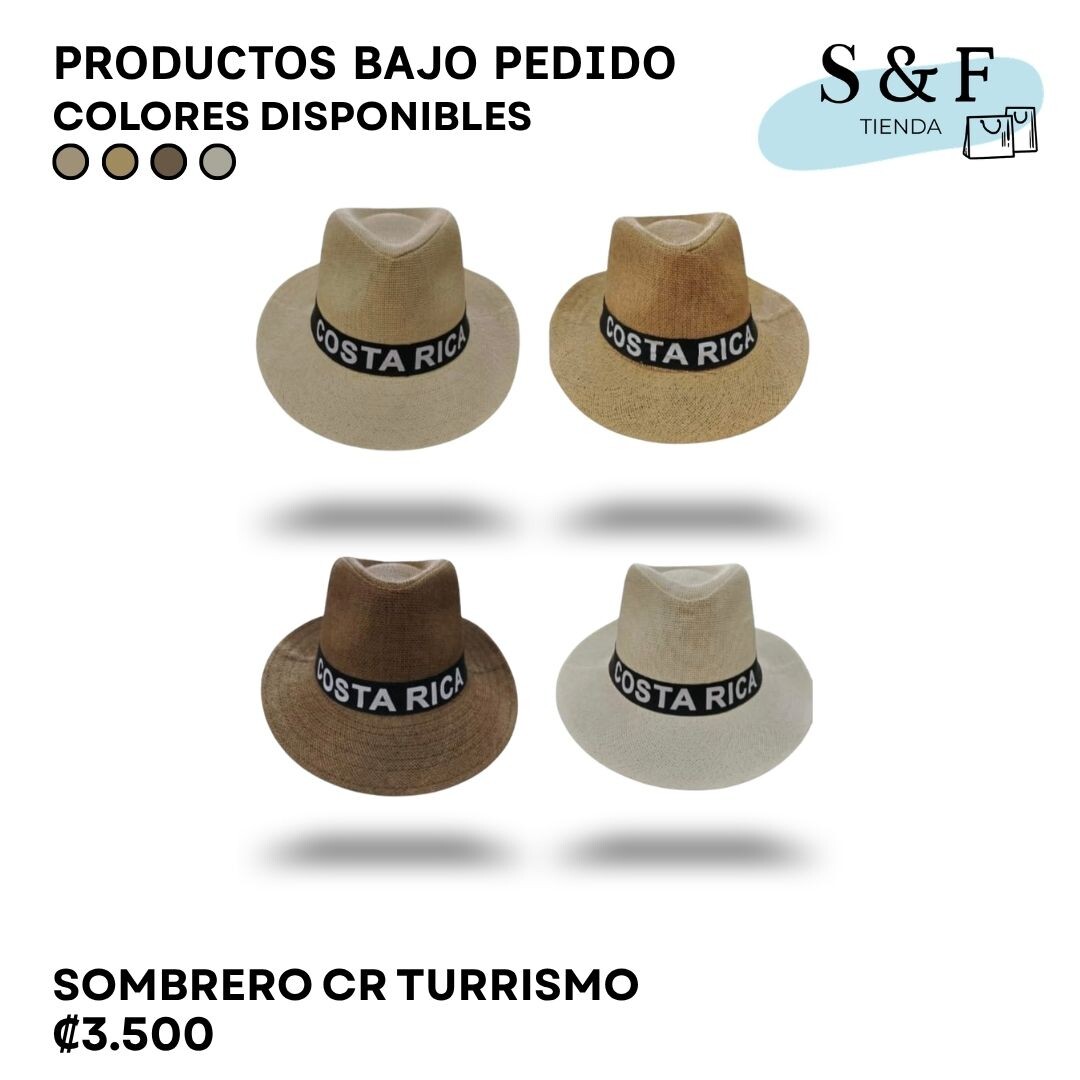 PRODUCTOS BAJO PEDIDO
COLORES DISPONIBLES
S & F
TIENDA
COSTA RICA
COSTA RICA
COSTA RICA
COSTA RICA
SOMBRERO CR TURRISMO
₡3.500